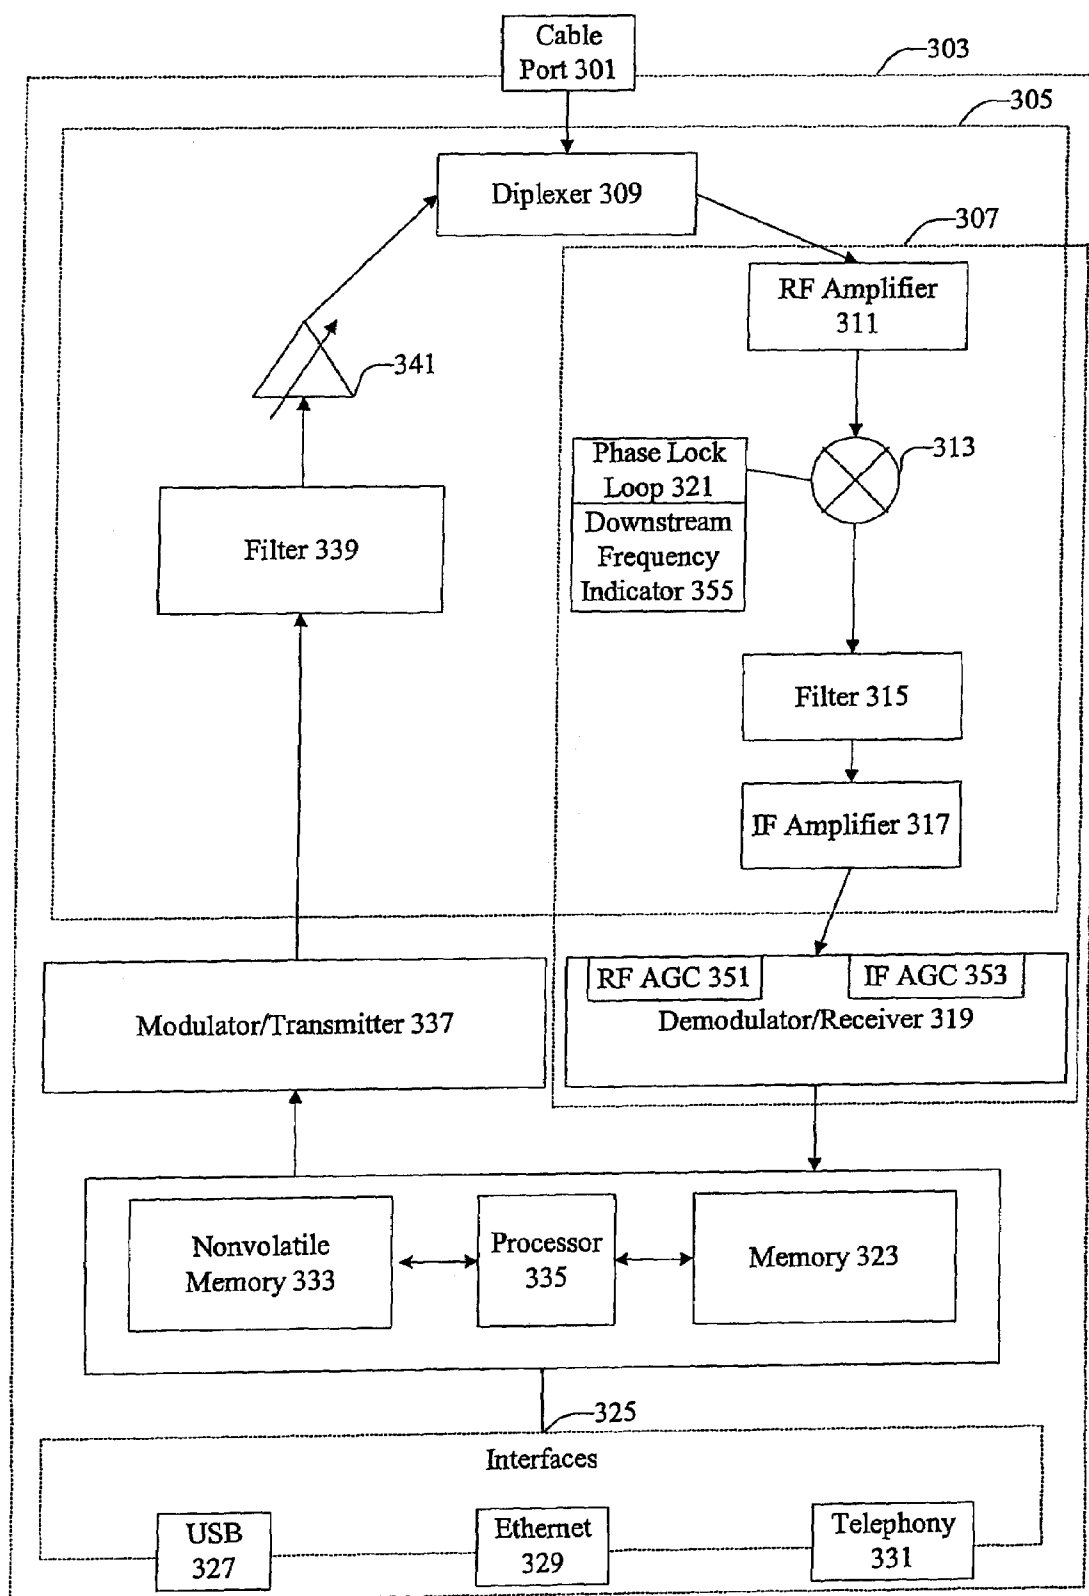 Cable
Port 301
303
305
Diplexer 309
307
RF Amplifier
311
341
313
Phase Lock
Loop 321
Downstream
Frequency
Indicator 355
Filter 339
Filter 315
IF Amplifier 317
RF AGC 351
IF AGC 353
Modulator/Transmitter 337
Demodulator/Receiver 319
Nonvolatile
Memory 333
Processor
335
Memory 323
325
Interfaces
USB
327
Ethernet
329
Telephony
331